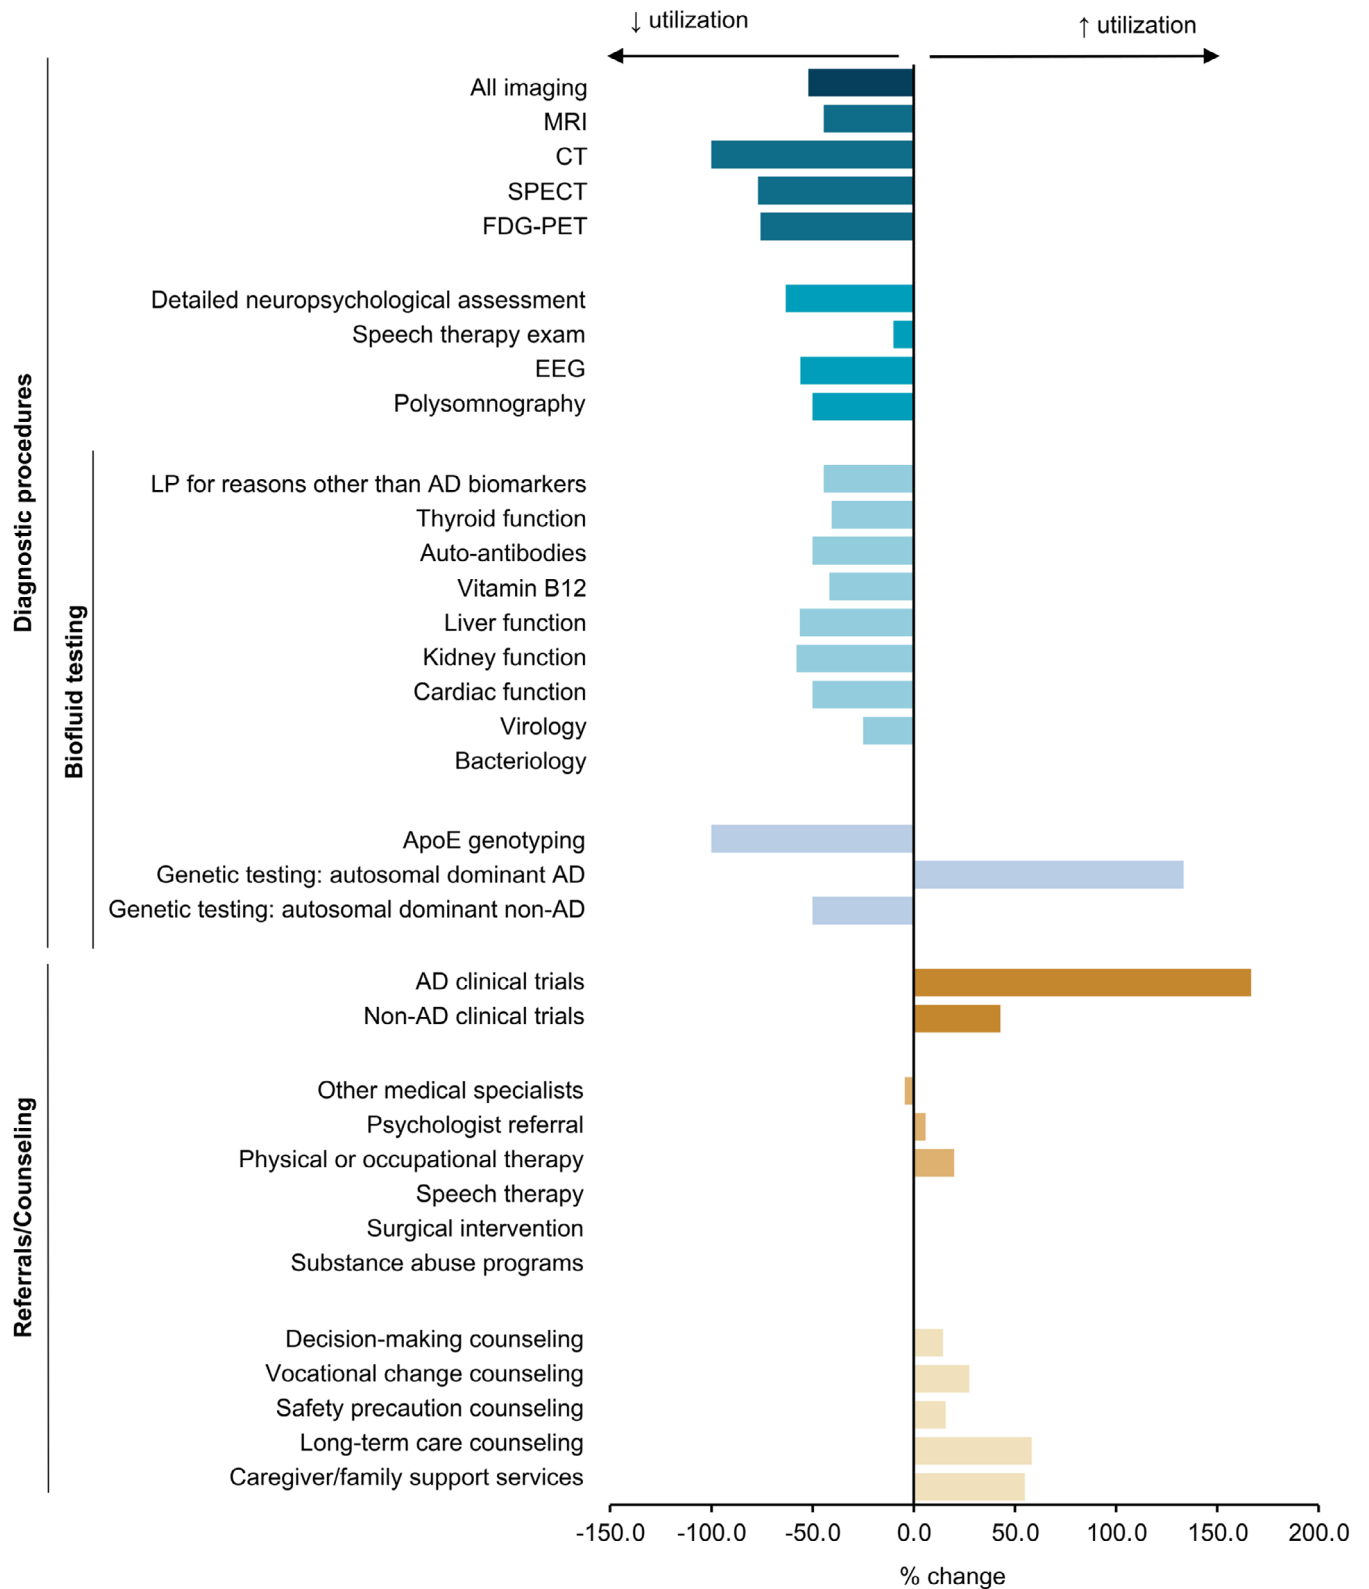 ↓ utilization
↑ utilization
Diagnostic procedures
All imaging
MRI
CT
SPECT
FDG-PET
Detailed neuropsychological assessment
Speech therapy exam
EEG
Polysomnography
Biofluid testing
LP for reasons other than AD biomarkers
Thyroid function
Auto-antibodies
Vitamin B12
Liver function
Kidney function
Cardiac function
Virology
Bacteriology
ApoE genotyping
Genetic testing: autosomal dominant AD
Genetic testing: autosomal dominant non-AD
Referrals/Counseling
AD clinical trials
Non-AD clinical trials
Other medical specialists
Psychologist referral
Physical or occupational therapy
Speech therapy
Surgical intervention
Substance abuse programs
Decision-making counseling
Vocational change counseling
Safety precaution counseling
Long-term care counseling
Caregiver/family support services
-150.0 -100.0 -50.0 0.0 50.0 100.0 150.0 200.0
% change